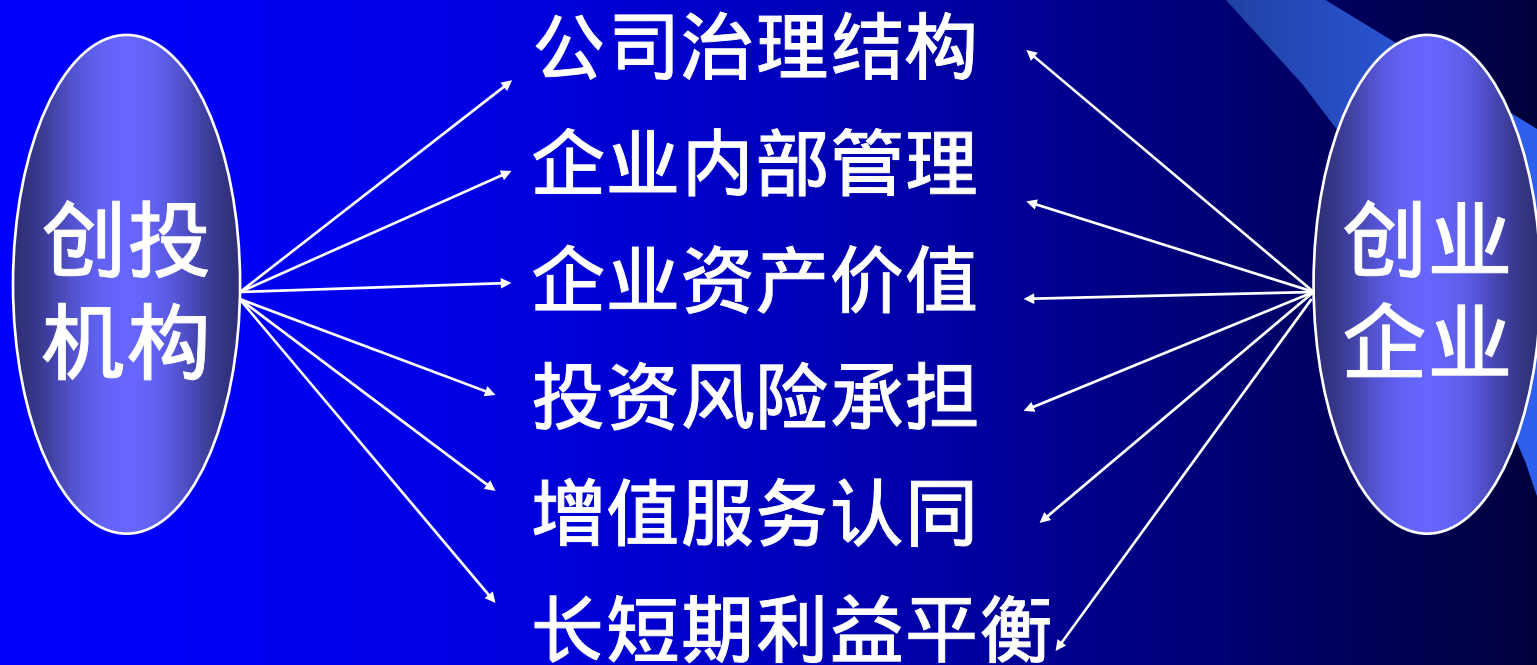 创投
机构
公司治理结构
企业内部管理
企业资产价值
投资风险承担
增值服务认同
长短期利益平衡
创业
企业